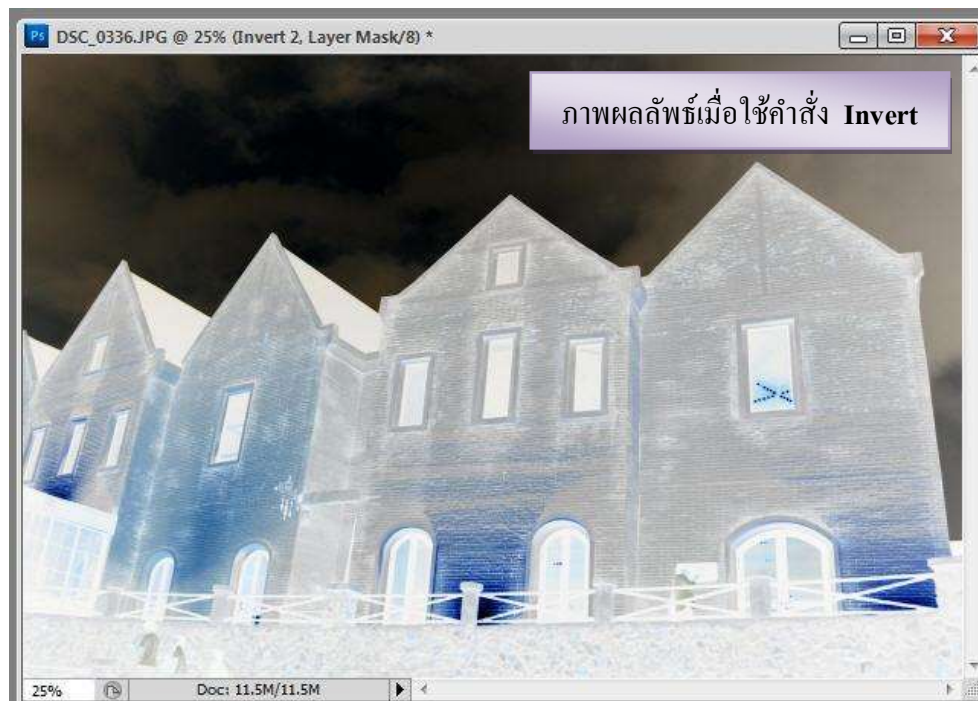 Ps DSC_0336.JPG @ 25% (Invert 2, Layer Mask/8) *
ภาพผลลัพธ์เมื่อใช้คำสั่ง Invert
25% Doc: 11.5M/11.5M